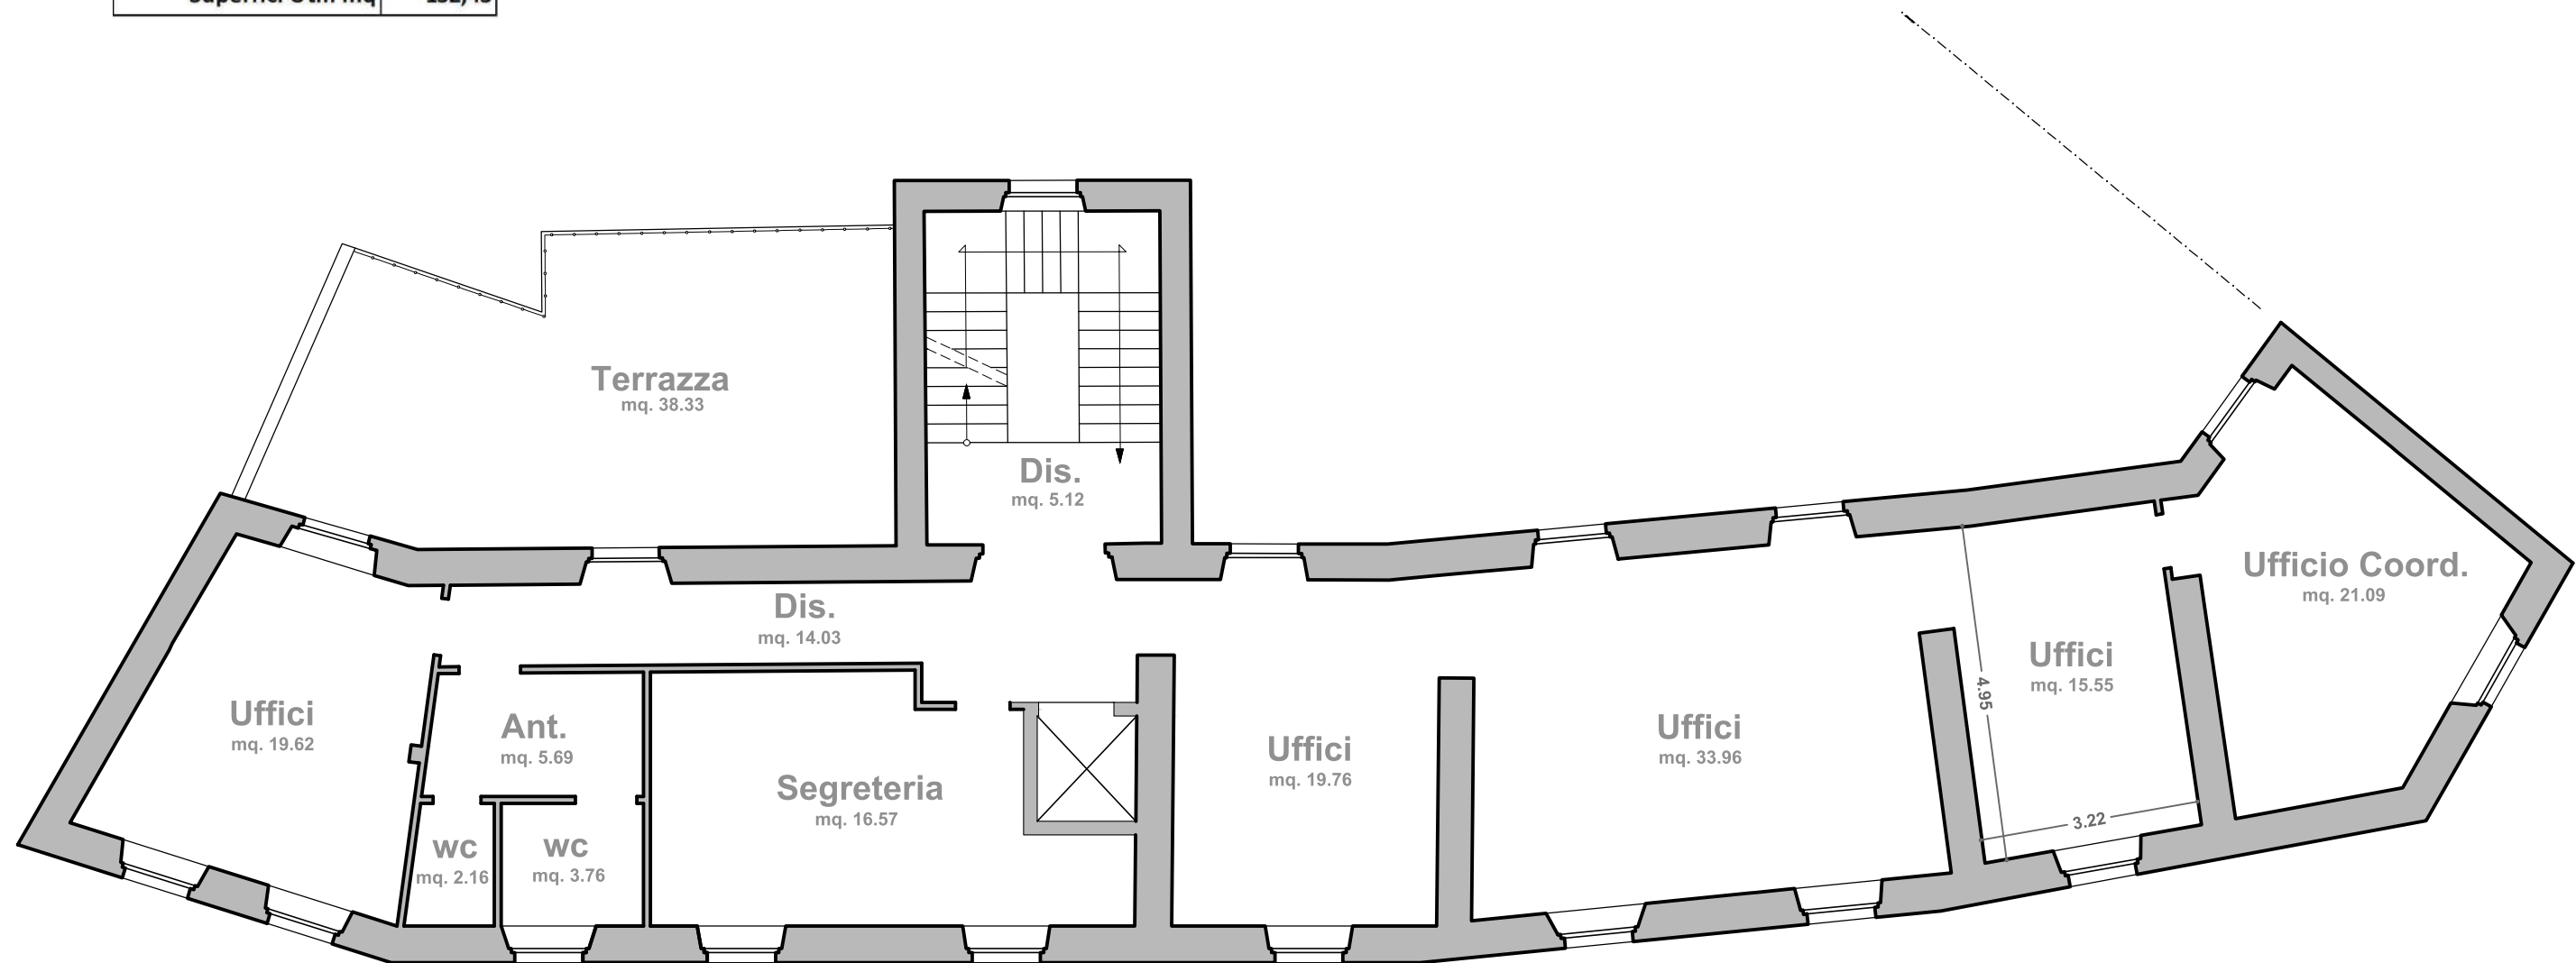 Terrazza
mq. 38.33
Dis.
mq. 5.12
Ufficio Coord.
mq. 21.09
Dis.
mq. 14.03
Uffici
mq. 15.55
4.95
3.22
Uffici
mq. 19.62
Ant.
mq. 5.69
Segreteria
mq. 16.57
Uffici
mq. 19.76
Uffici
mq. 33.96
wc
mq. 2.16
wc
mq. 3.76